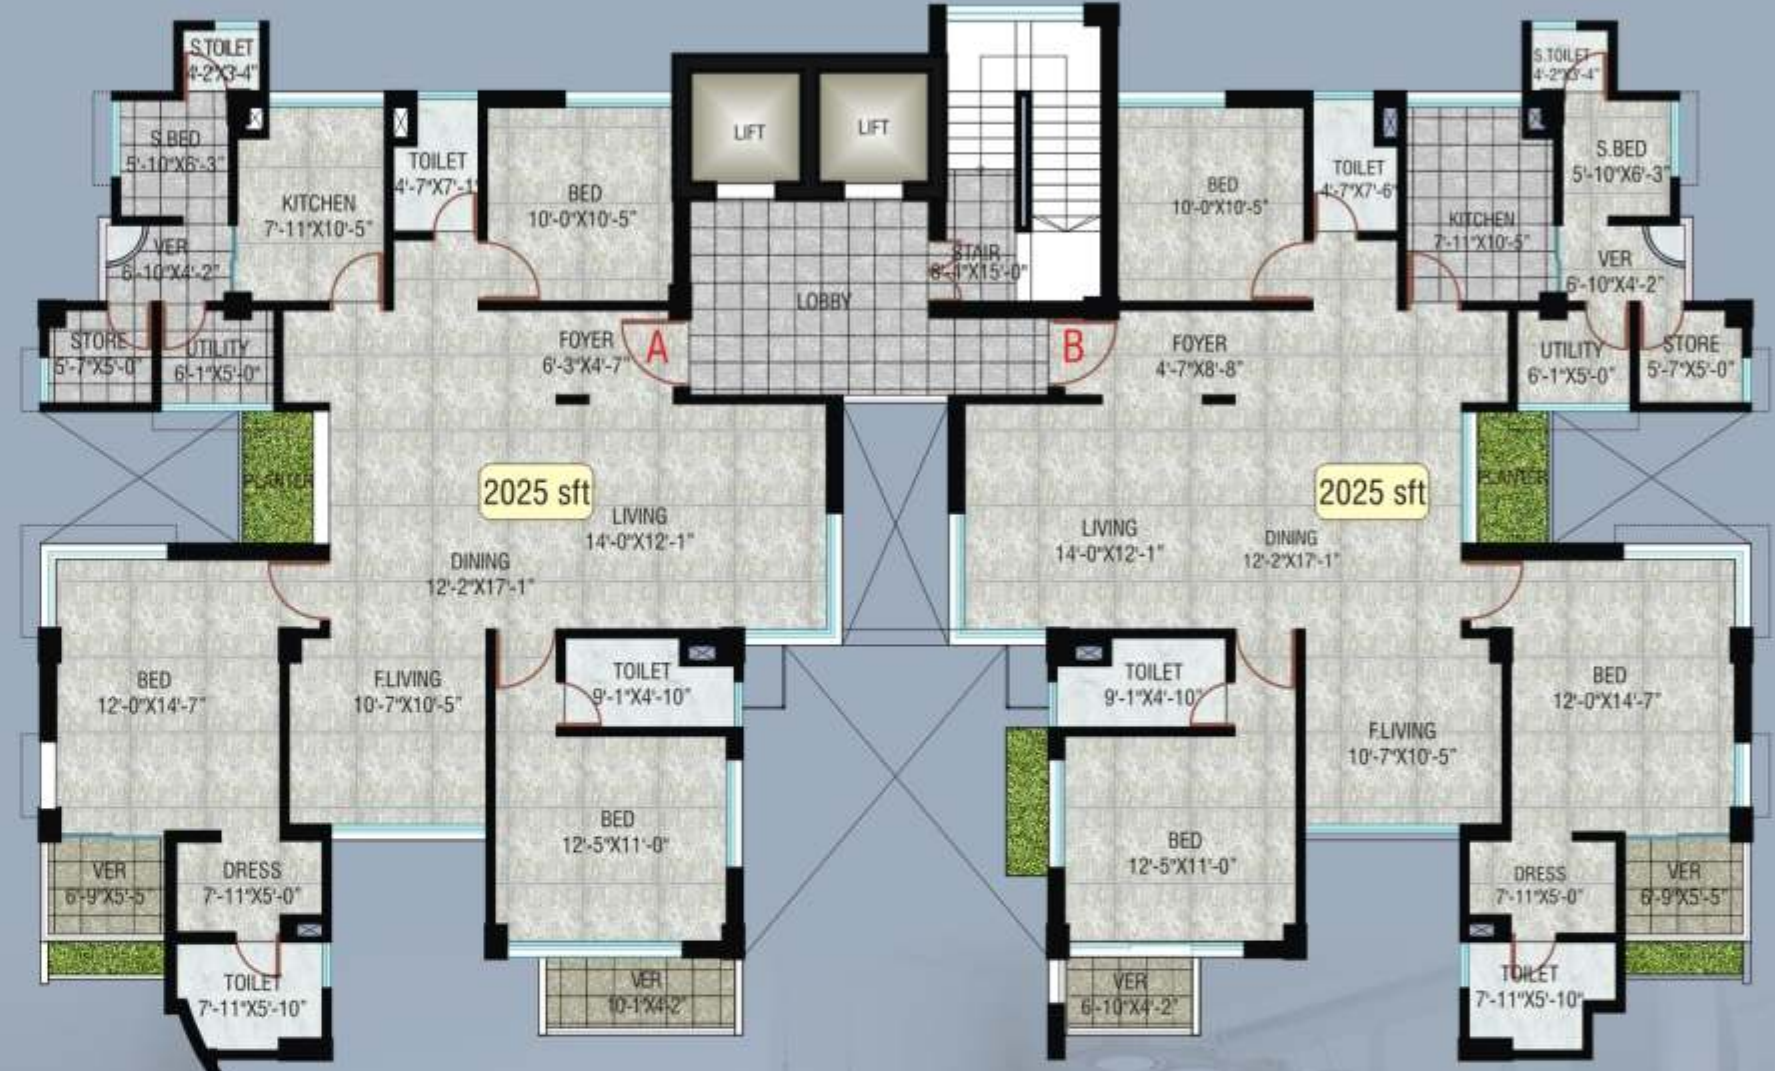 S.TOILET
4'-2"X3'-4"
S.BED
5'-10"X6'-3"
KITCHEN
7'-11"X10'-5"
TOILET
4'-7"X7'-1
BED
10'-0"X10'-5"
VER
6'-10"X4'-2"
STORE
5'-7"X5'-0"
UTILITY
6'-1"X5'-0"
FOYER
6'-3"X4'-7"
A
PLANTER
2025 sft
LIVING
14'-0"X12'-1"
DINING
12'-2"X17'-1"
BED
12'-0"X14'-7"
F.LIVING
10'-7"X10'-5"
TOILET
9'-1"X4'-10"
BED
12'-5"X11'-0"
VER
6'-9"X5'-5"
DRESS
7'-11"X5'-0"
TOILET
7'-11"X5'-10"
VER
10'-1"X4'-2"
LIFT
LIFT
LOBBY
STAIR
8'-4"X15'-0"
B
BED
10'-0"X10'-5"
TOILET
4'-7"X7'-6"
KITCHEN
7'-11"X10'-5"
S.TOILET
4'-2"X3'-4"
S.BED
5'-10"X6'-3"
VER
6'-10"X4'-2"
FOYER
4'-7"X8'-8"
UTILITY
6'-1"X5'-0"
STORE
5'-7"X5'-0"
2025 sft
PLANTER
LIVING
14'-0"X12'-1"
DINING
12'-2"X17'-1"
TOILET
9'-1"X4'-10"
F.LIVING
10'-7"X10'-5"
BED
12'-0"X14'-7"
BED
12'-5"X11'-0"
DRESS
7'-11"X5'-0"
VER
6'-9"X5'-5"
VER
6'-10"X4'-2"
TOILET
7'-11"X5'-10"